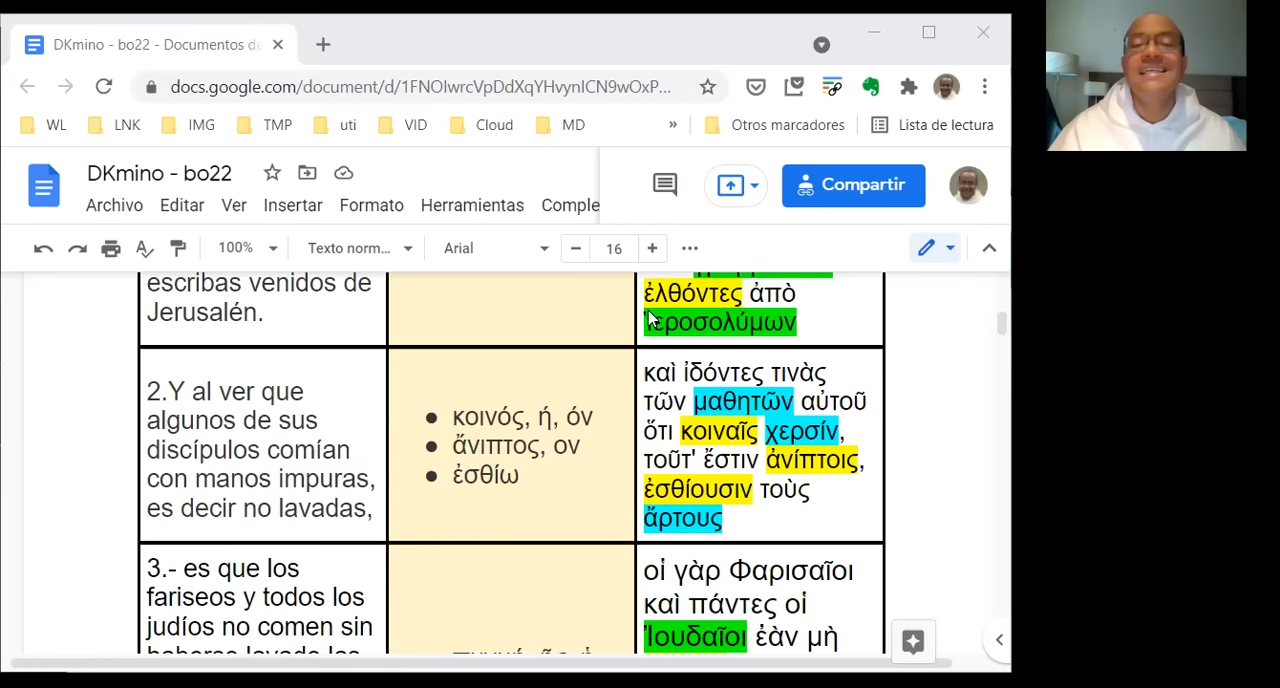 DKmino - bo22 - Documentos de
docs.google.com/document/d/1FNOIwrcVpDdXqYHvynICN9wOxP...
WL LNK IMG TMP uti VID Cloud MD » Otros marcadores Lista de lectura
DKmino - bo22
Compartir
Archivo Editar Ver Insertar Formato Herramientas Comple
100% Texto norm... Arial 16
escribas venidos de
Jerusalén.
ἐλθόντες ἀπὸ
Ἱεροσολύμων
2.Y al ver que
algunos de sus
discípulos comían
con manos impuras,
es decir no lavadas,
● κοινός, ή, όν
● ἄνιπτος, ον
● ἐσθίω
καὶ ἰδόντες τινὰς
τῶν μαθητῶν αὐτοῦ
ὅτι κοιναῖς χερσίν,
τοῦτ' ἔστιν ἀνίπτοις,
ἐσθίουσιν τοὺς
ἄρτους
3.- es que los
fariseos y todos los
judíos no comen sin
οἱ γὰρ Φαρισαῖοι
καὶ πάντες οἱ
Ἰουδαῖοι ἐὰν μὴ